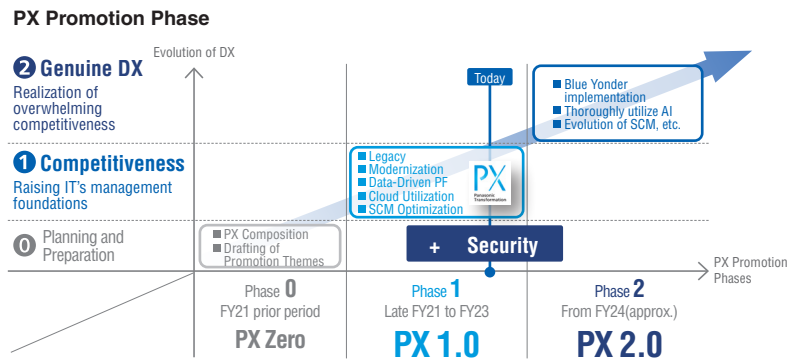 PX Promotion Phase
Evolution of DX
2 Genuine DX
Realization of
overwhelming
competitiveness
Today
■ Blue Yonder
implementation
■ Thoroughly utilize AI
■ Evolution of SCM, etc.
1 Competitiveness
Raising IT's management
foundations
■ Legacy
■ Modernization
■ Data-Driven PF
■ Cloud Utilization
■ SCM Optimization
PX
Panasonic
Transformation
0 Planning and
Preparation
■ PX Composition
■ Drafting of
Promotion Themes
+ Security
PX Promotion
Phases
Phase 0
FY21 prior period
PX Zero
Phase 1
Late FY21 to FY23
PX 1.0
Phase 2
From FY24(approx.)
PX 2.0